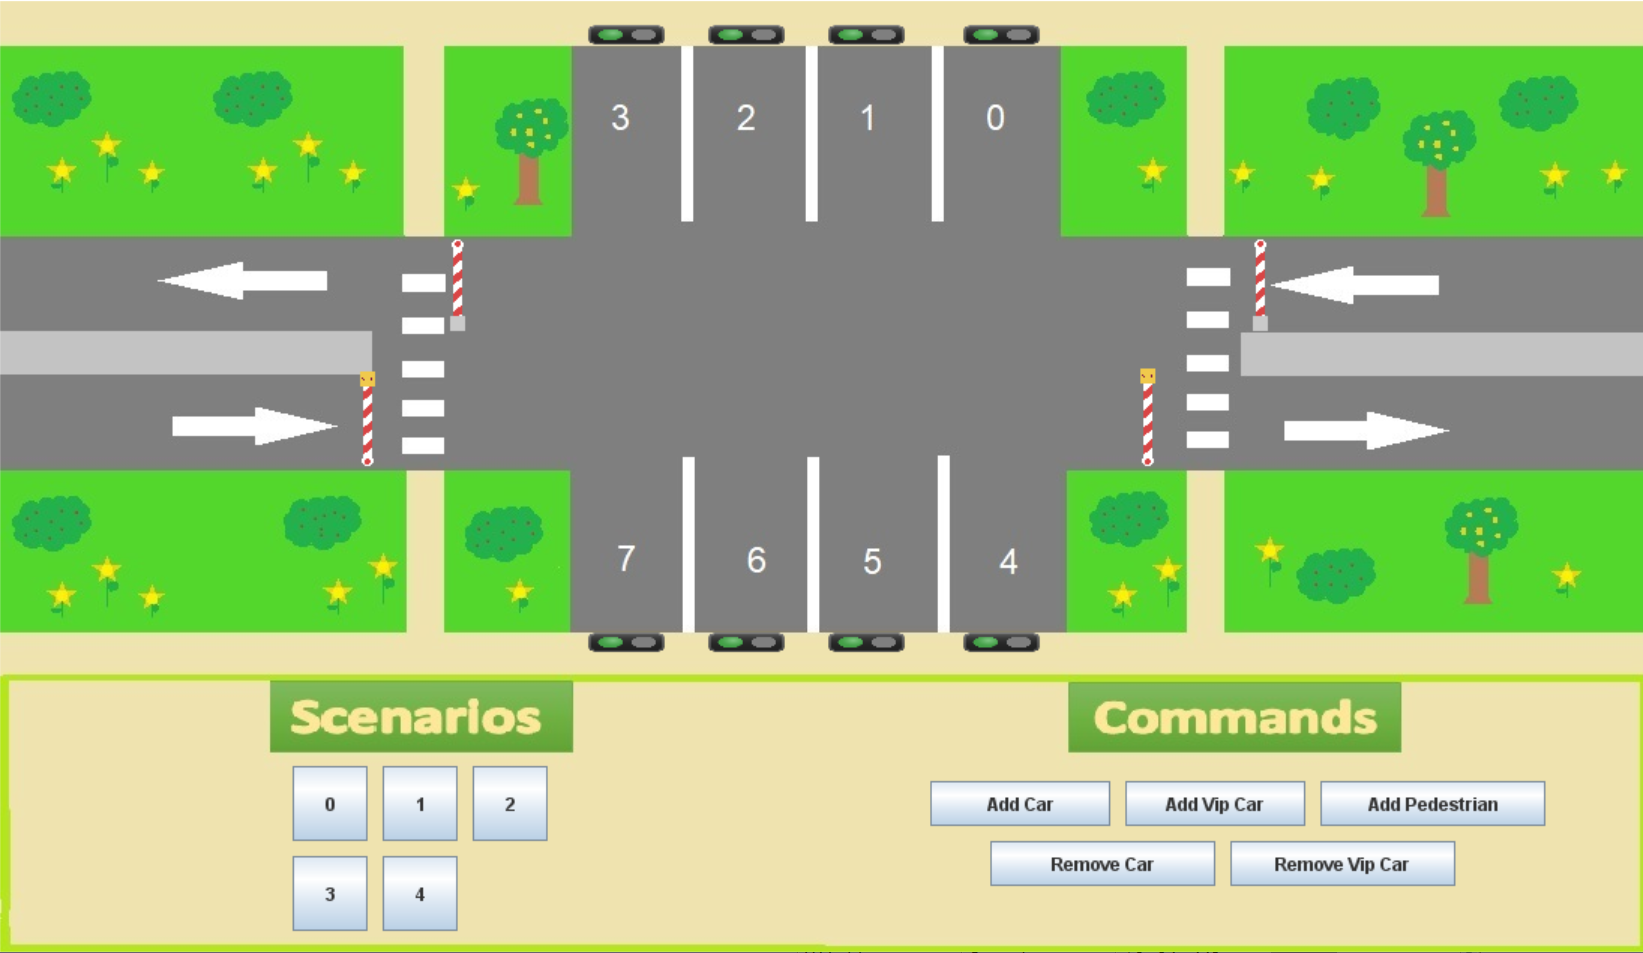 3 2 1 0
7 6 5 4
Scenarios
Commands
0 1 2
3 4
Add Car Add Vip Car Add Pedestrian
Remove Car Remove Vip Car